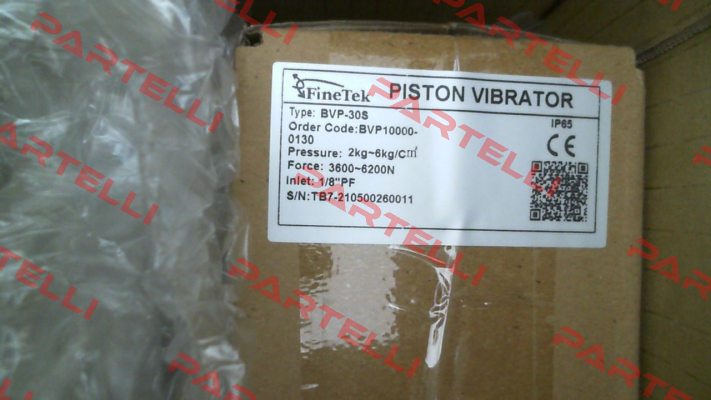 FineTek PISTON VIBRATOR
Type: BVP-30S
IP65
Order Code:BVP10000-
0130
CE
Pressure: 2kg~6kg/C㎡
Force: 3600~6200N
Inlet: 1/8"PF
S/N:TB7-210500260011
PARTELLI
PARTELLI
PARTELLI
PARTELLI
PARTELLI
PARTELLI
PARTELLI
PARTELLI
PARTELLI